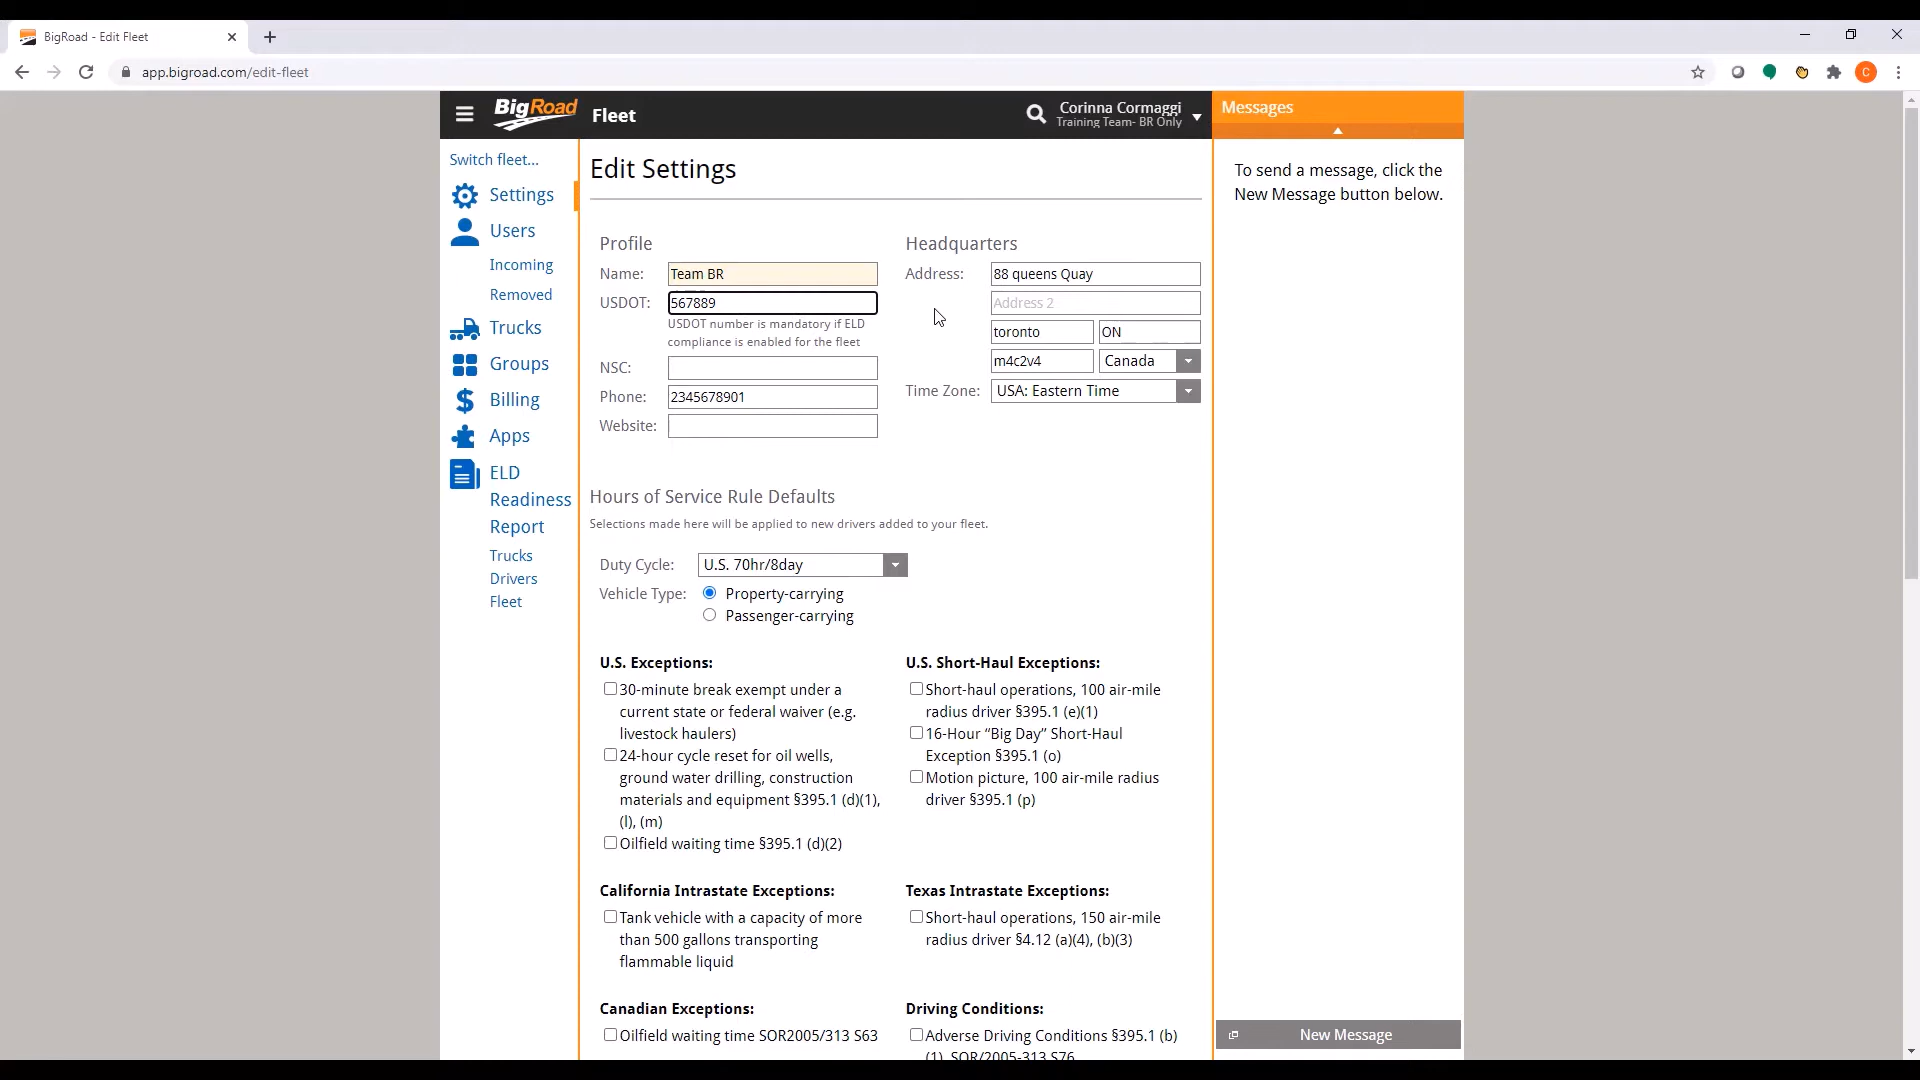 BigRoad - Edit Fleet
app.bigroad.com/edit-fleet
C
BigRoad Fleet
Corinna Cormaggi
Training Team- BR Only
Messages
To send a message, click the
New Message button below.
New Message
Switch fleet...
Settings
Users
Incoming
Removed
Trucks
Groups
Billing
Apps
ELD
Readiness
Report
Trucks
Drivers
Fleet
Edit Settings
Profile
Name: Team BR
USDOT: 567889
USDOT number is mandatory if ELD
compliance is enabled for the fleet
NSC:
Phone: 2345678901
Website:
Headquarters
Address: 88 queens Quay
Address 2
toronto ON
m4c2v4 Canada
Time Zone: USA: Eastern Time
Hours of Service Rule Defaults
Selections made here will be applied to new drivers added to your fleet.
Duty Cycle: U.S. 70hr/8day
Vehicle Type: Property-carrying
Passenger-carrying
U.S. Exceptions:
30-minute break exempt under a
current state or federal waiver (e.g.
livestock haulers)
24-hour cycle reset for oil wells,
ground water drilling, construction
materials and equipment §395.1 (d)(1),
(l), (m)
Oilfield waiting time §395.1 (d)(2)
U.S. Short-Haul Exceptions:
Short-haul operations, 100 air-mile
radius driver §395.1 (e)(1)
16-Hour “Big Day” Short-Haul
Exception §395.1 (o)
Motion picture, 100 air-mile radius
driver §395.1 (p)
California Intrastate Exceptions:
Tank vehicle with a capacity of more
than 500 gallons transporting
flammable liquid
Texas Intrastate Exceptions:
Short-haul operations, 150 air-mile
radius driver §4.12 (a)(4), (b)(3)
Canadian Exceptions:
Oilfield waiting time SOR2005/313 S63
Driving Conditions:
Adverse Driving Conditions §395.1 (b)
(1), SOR/2005-313 S76